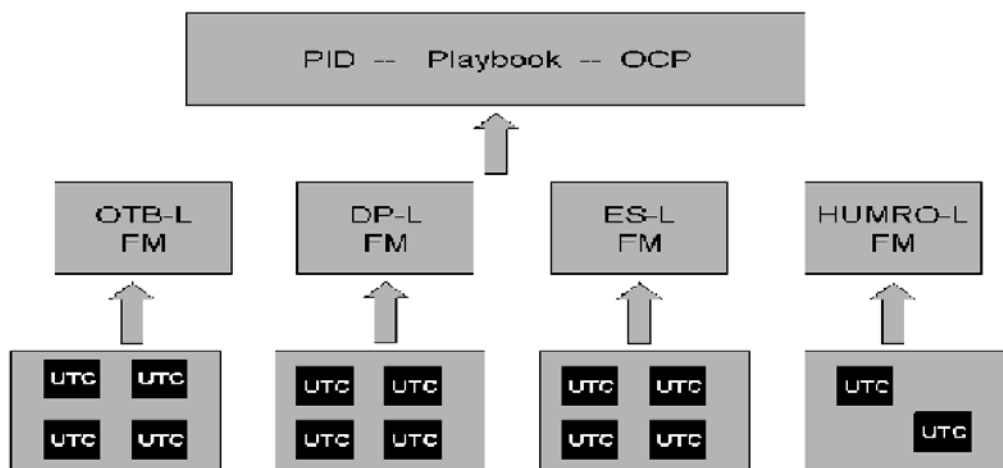 PID -- Playbook -- OCP
OTB-L
FM
DP-L
FM
ES-L
FM
HUMRO-L
FM
UTC UTC
UTC UTC
UTC UTC
UTC UTC
UTC UTC
UTC UTC
UTC
UTC